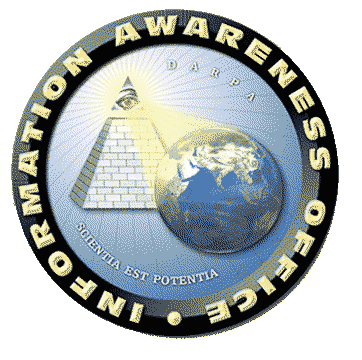 INFORMATION AWARENESS OFFICE •
DARPA
SCIENTIA EST POTENTIA